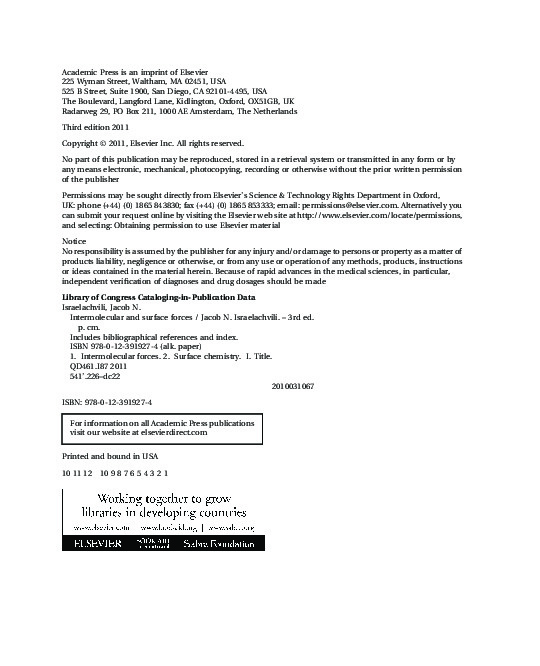 Academic Press is an imprint of Elsevier
225 Wyman Street, Waltham, MA 02451, USA
525 B Street, Suite 1900, San Diego, CA 92101-4495, USA
The Boulevard, Langford Lane, Kidlington, Oxford, OX51GB, UK
Radarweg 29, PO Box 211, 1000 AE Amsterdam, The Netherlands
Third edition 2011
Copyright © 2011, Elsevier Inc. All rights reserved.
No part of this publication may be reproduced, stored in a retrieval system or transmitted in any form or by
any means electronic, mechanical, photocopying, recording or otherwise without the prior written permission
of the publisher
Permissions may be sought directly from Elsevier's Science & Technology Rights Department in Oxford,
UK: phone (+44) (0) 1865 843830; fax (+44) (0) 1865 853333; email: permissions@elsevier.com. Alternatively you
can submit your request online by visiting the Elsevier website at http://www.elsevier.com/locate/permissions,
and selecting: Obtaining permission to use Elsevier material
Notice
No responsibility is assumed by the publisher for any injury and/or damage to persons or property as a matter of
products liability, negligence or otherwise, or from any use or operation of any methods, products, instructions
or ideas contained in the material herein. Because of rapid advances in the medical sciences, in particular,
independent verification of diagnoses and drug dosages should be made
Library of Congress Cataloging-in-Publication Data
Israelachvili, Jacob N.
Intermolecular and surface forces / Jacob N. Israelachvili. – 3rd ed.
p. cm.
Includes bibliographical references and index.
ISBN 978-0-12-391927-4 (alk. paper)
1. Intermolecular forces. 2. Surface chemistry. I. Title.
QD461.I87 2011
541'.226–dc22
2010031067
ISBN: 978-0-12-391927-4
For information on all Academic Press publications
visit our website at elsevierdirect.com
Printed and bound in USA
10 11 12 10 9 8 7 6 5 4 3 2 1
Working together to grow
libraries in developing countries
www.elsevier.com | www.bookaid.org | www.sabre.org
ELSEVIER BOOK AID International Sabre Foundation